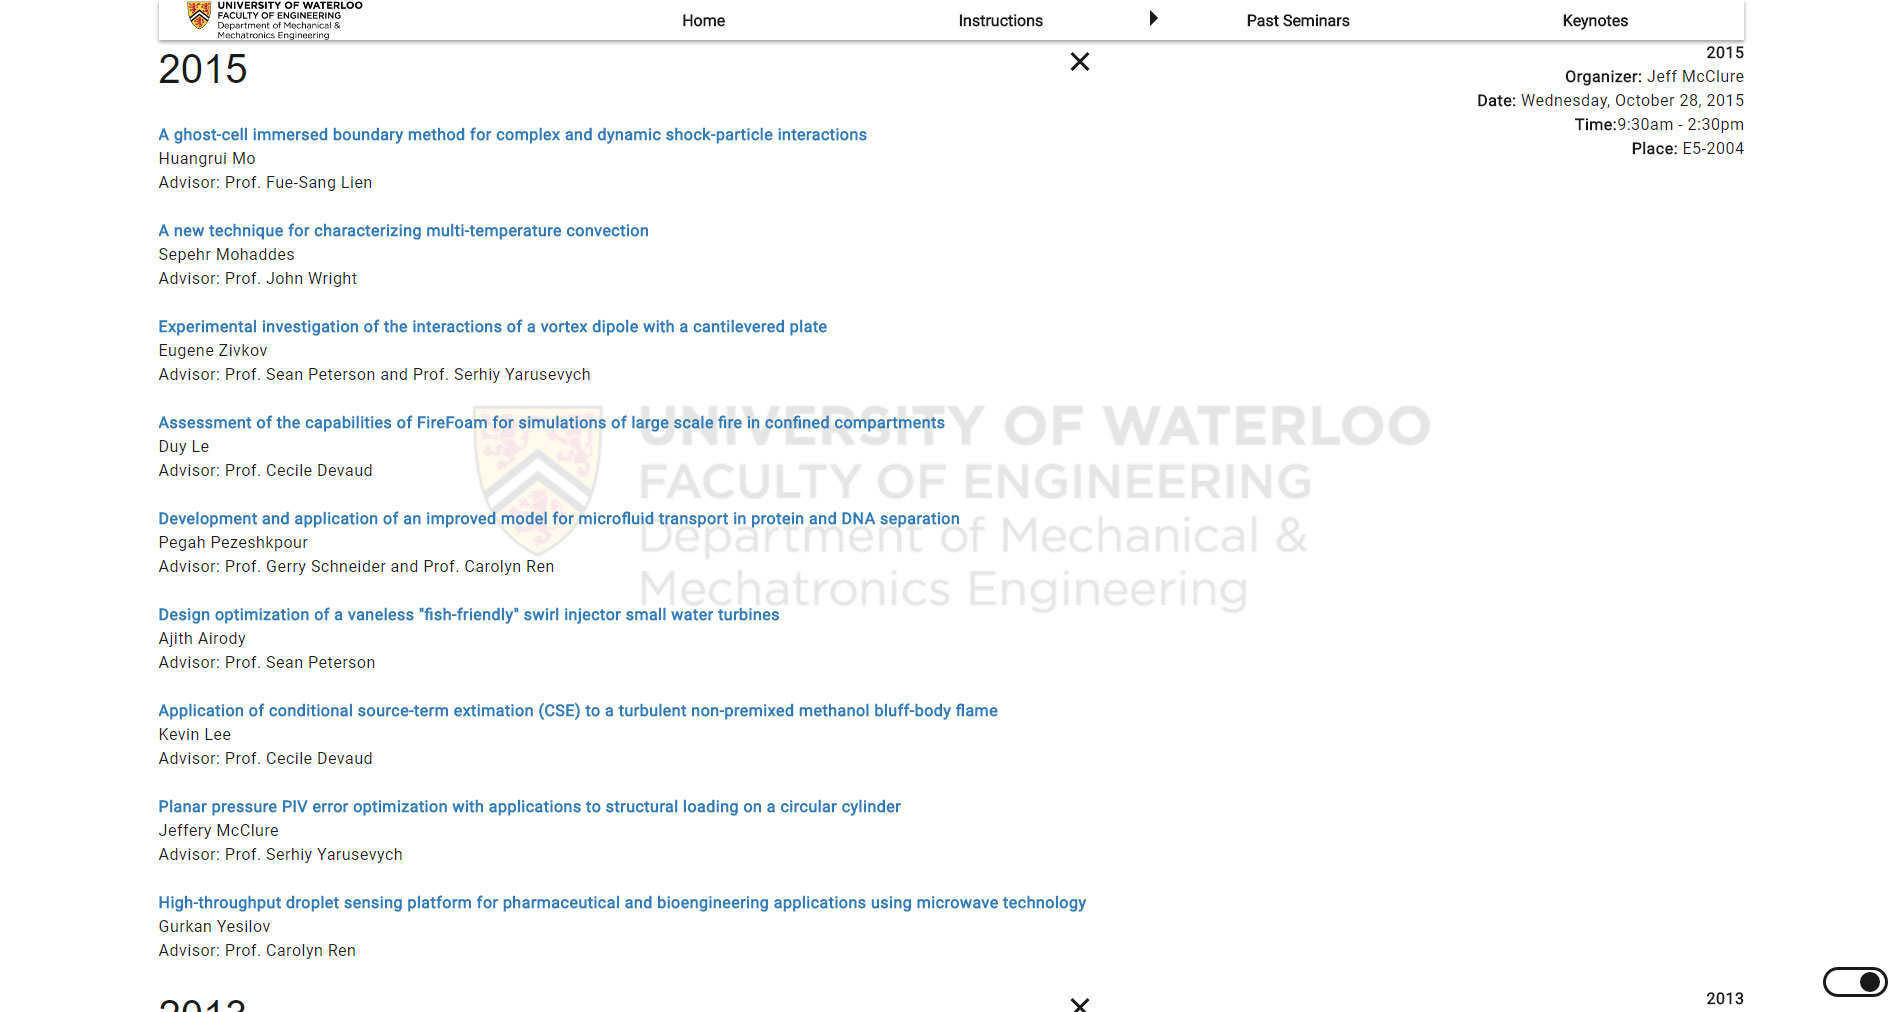 UNIVERSITY OF WATERLOO
FACULTY OF ENGINEERING
Department of Mechanical &
Mechatronics Engineering
Home
Instructions
Past Seminars
Keynotes
2015
2015
Organizer: Jeff McClure
Date: Wednesday, October 28, 2015
Time:9:30am - 2:30pm
Place: E5-2004
A ghost-cell immersed boundary method for complex and dynamic shock-particle interactions
Huangrui Mo
Advisor: Prof. Fue-Sang Lien
A new technique for characterizing multi-temperature convection
Sepehr Mohaddes
Advisor: Prof. John Wright
Experimental investigation of the interactions of a vortex dipole with a cantilevered plate
Eugene Zivkov
Advisor: Prof. Sean Peterson and Prof. Serhiy Yarusevych
Assessment of the capabilities of FireFoam for simulations of large scale fire in confined compartments
Duy Le
Advisor: Prof. Cecile Devaud
Development and application of an improved model for microfluid transport in protein and DNA separation
Pegah Pezeshkpour
Advisor: Prof. Gerry Schneider and Prof. Carolyn Ren
Design optimization of a vaneless "fish-friendly" swirl injector small water turbines
Ajith Airody
Advisor: Prof. Sean Peterson
Application of conditional source-term extimation (CSE) to a turbulent non-premixed methanol bluff-body flame
Kevin Lee
Advisor: Prof. Cecile Devaud
Planar pressure PIV error optimization with applications to structural loading on a circular cylinder
Jeffery McClure
Advisor: Prof. Serhiy Yarusevych
High-throughput droplet sensing platform for pharmaceutical and bioengineering applications using microwave technology
Gurkan Yesilov
Advisor: Prof. Carolyn Ren
UNIVERSITY OF WATERLOO
FACULTY OF ENGINEERING
Department of Mechanical &
Mechatronics Engineering
2013
2013